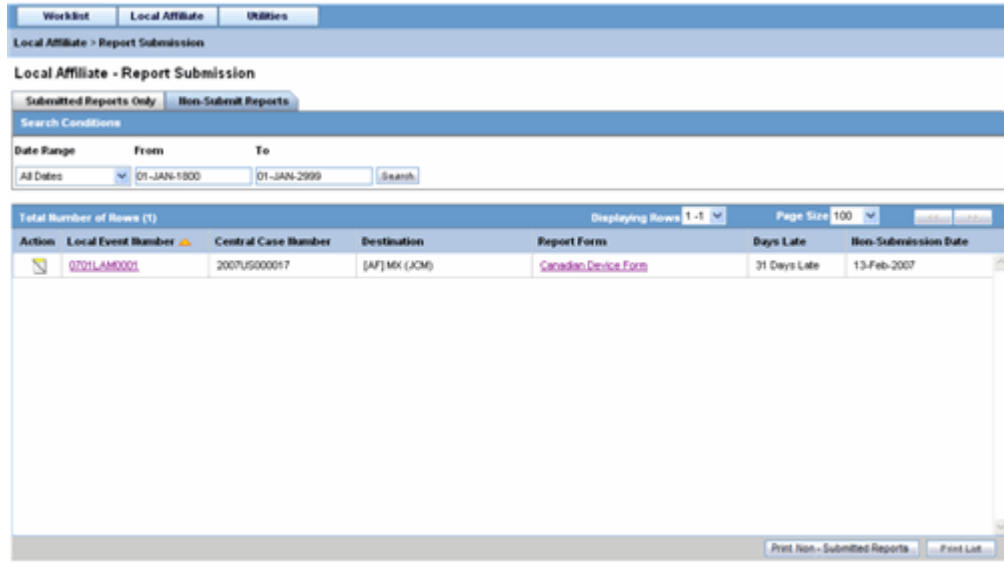 Worklist Local Affiliate Utilities
Local Affiliate > Report Submission
Local Affiliate - Report Submission
Submitted Reports Only Non-Submit Reports
Search Conditions
Date Range From To
All Dates 01-JAN-1800 01-JAN-2999 Search
Total Number of Rows (1) Displaying Rows 1 -1 Page Size 100 << >>
Action Local Event Number Central Case Number Destination Report Form Days Late Non-Submission Date
0701LAM0001 2007US000017 [AF] MX (JCM) Canadian Device Form 31 Days Late 13-Feb-2007
Print Non - Submitted Reports Print List